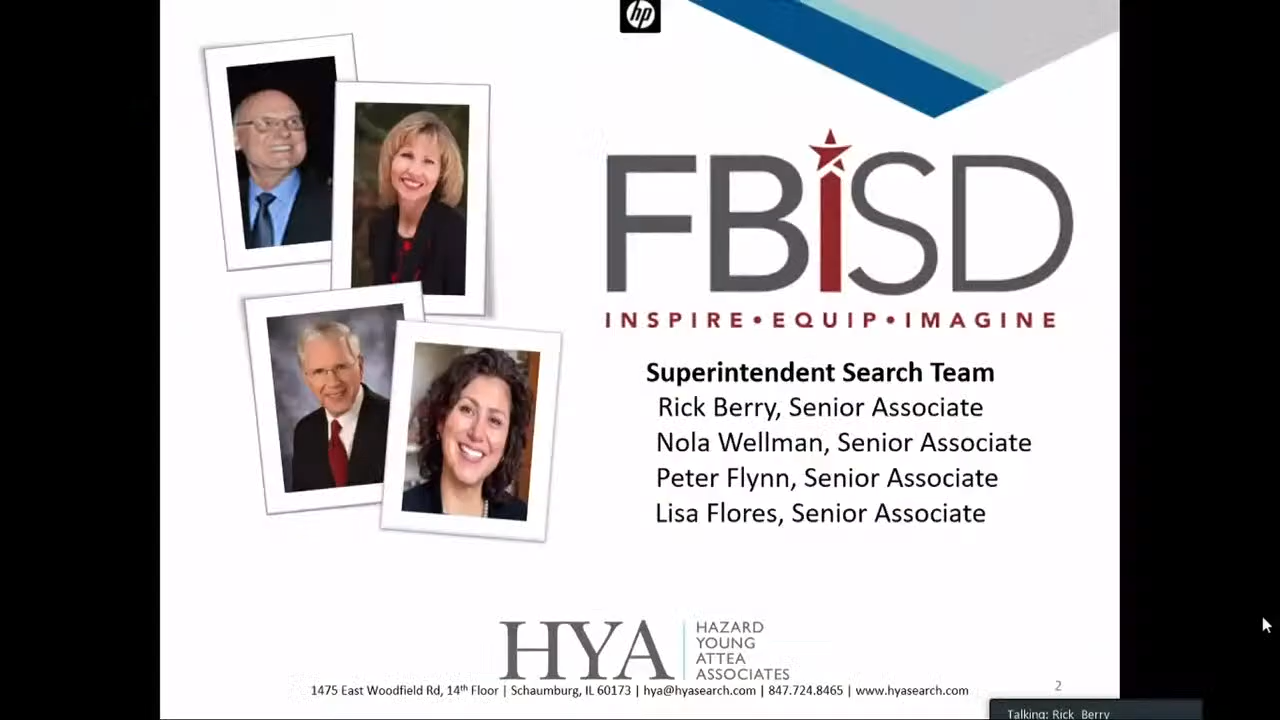 hp
FBISD
INSPIRE•EQUIP•IMAGINE
Superintendent Search Team
Rick Berry, Senior Associate
Nola Wellman, Senior Associate
Peter Flynn, Senior Associate
Lisa Flores, Senior Associate
HYA
HAZARD
YOUNG
ATTEA
ASSOCIATES
1475 East Woodfield Rd, 14th Floor | Schaumburg, IL 60173 | hya@hyasearch.com | 847.724.8465 | www.hyasearch.com
2
Talking: Rick_Berry